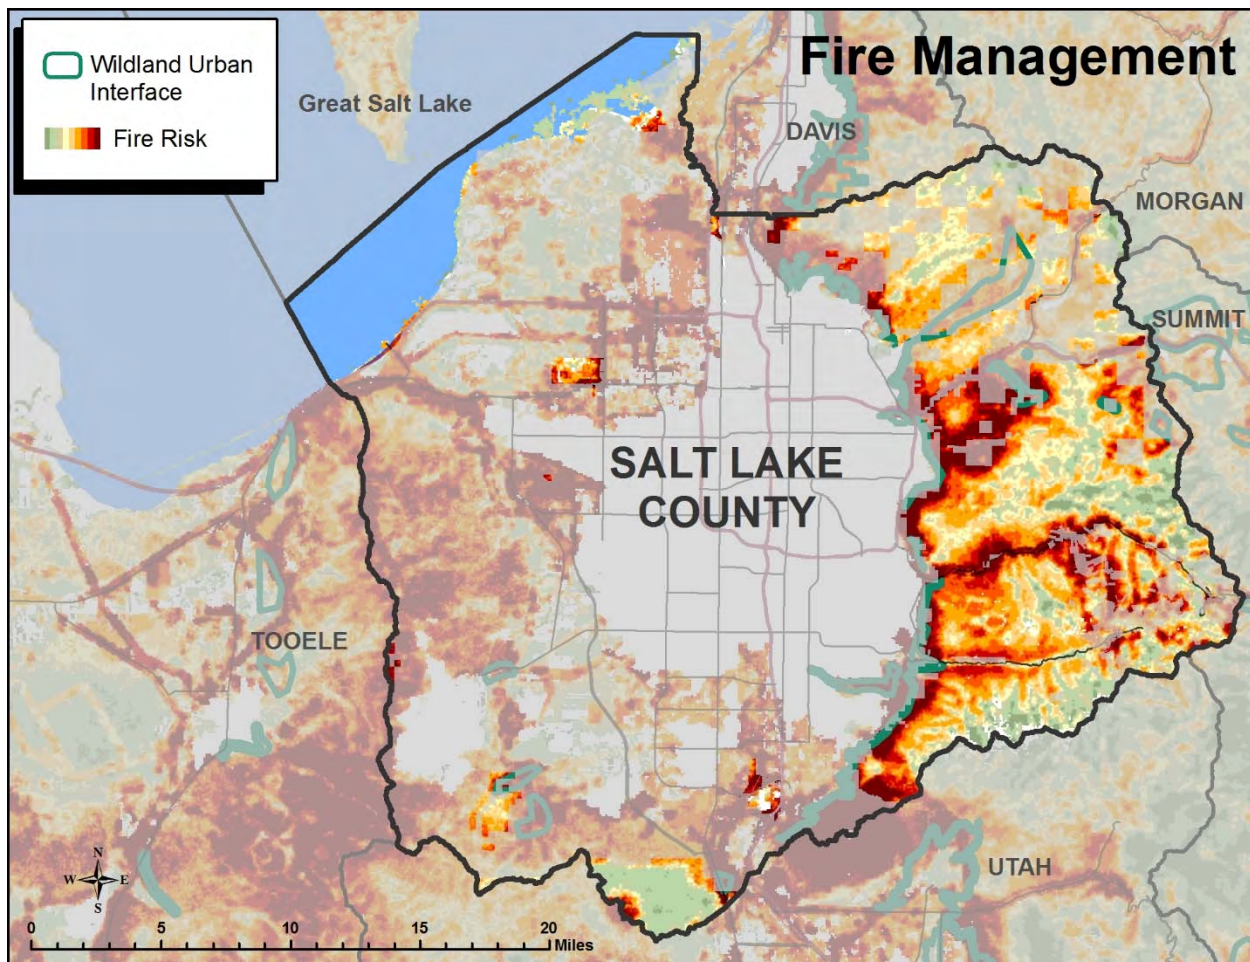 Fire Management
Wildland Urban
Interface
Fire Risk
Great Salt Lake
DAVIS
MORGAN
SUMMIT
SALT LAKE
COUNTY
TOOELE
UTAH
N
W E
S
0 5 10 15 20
Miles